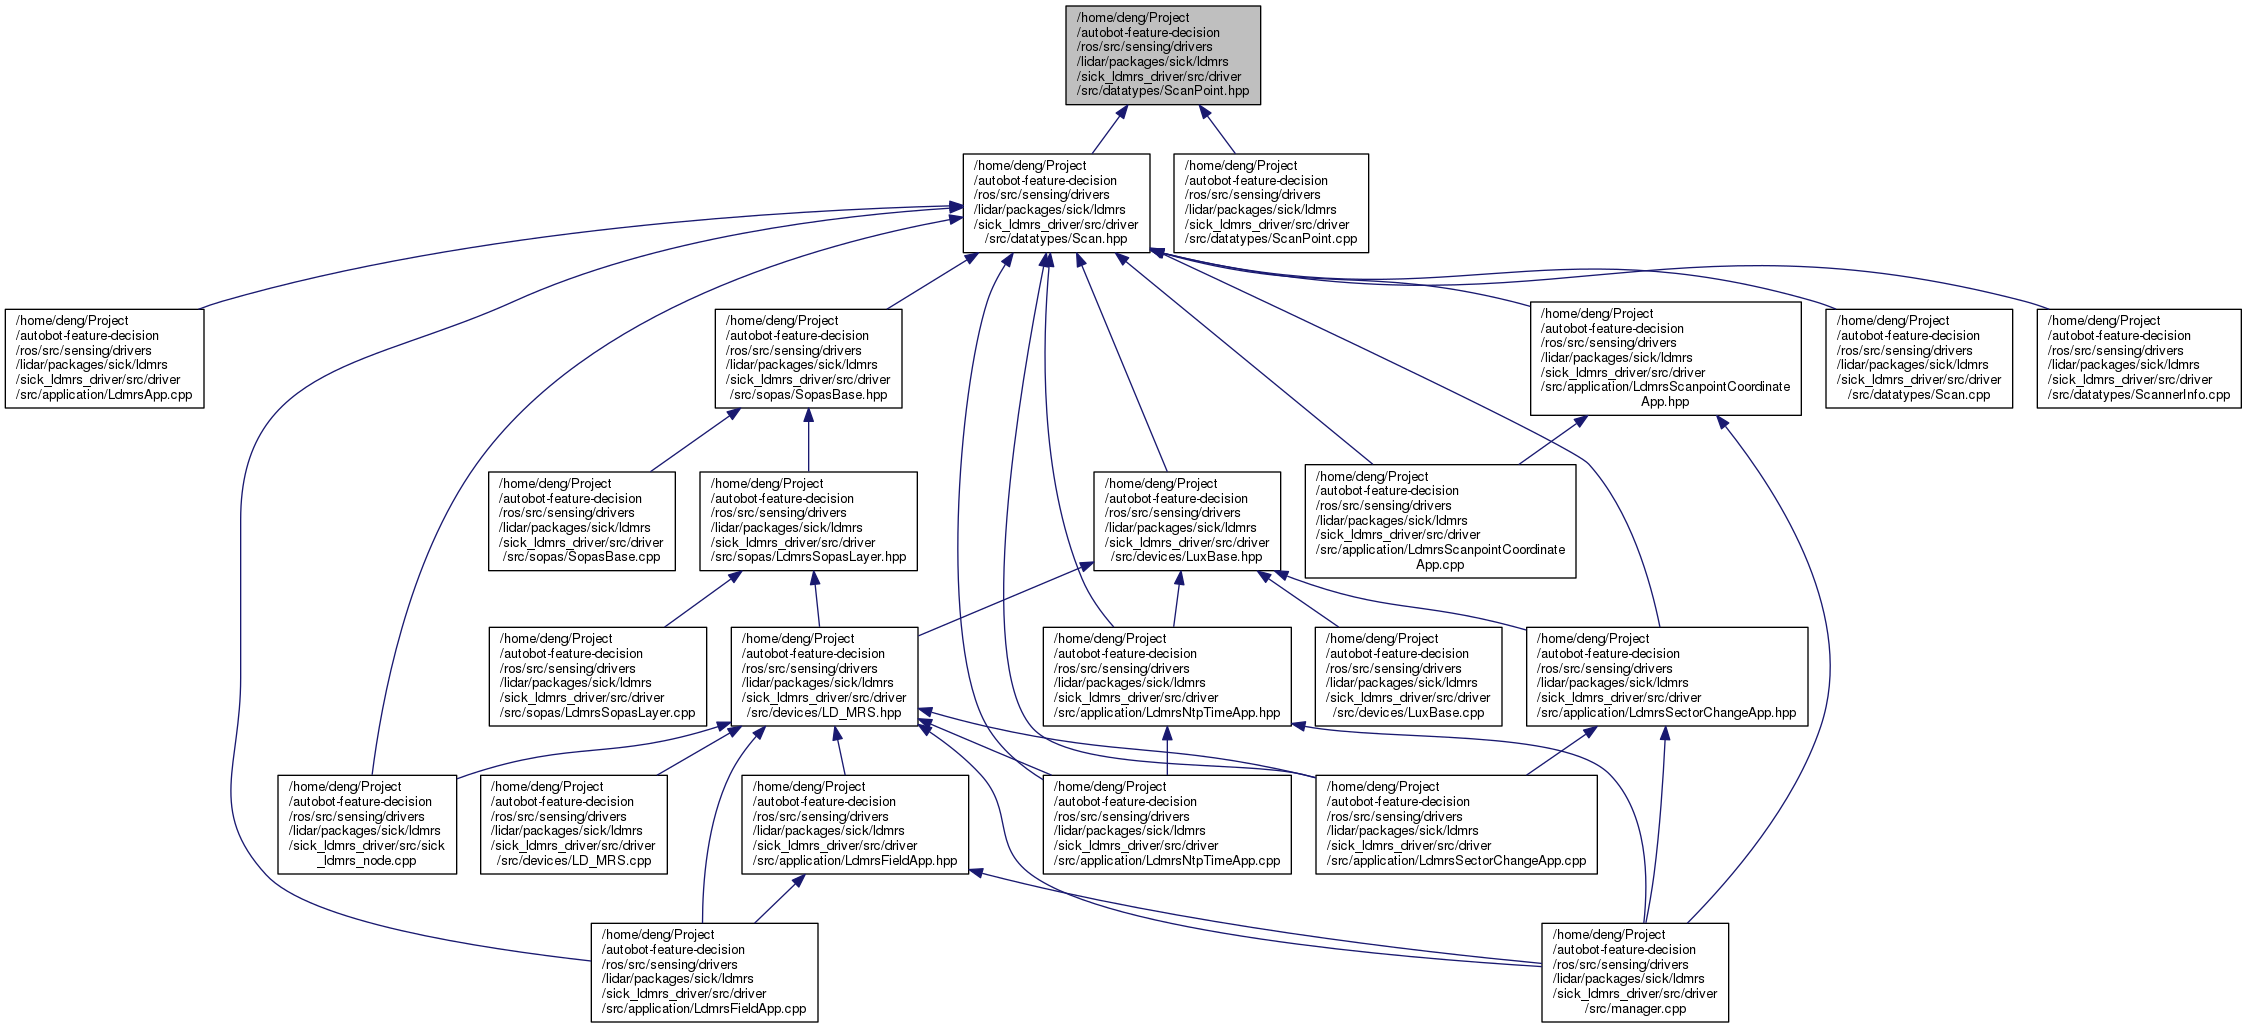 /home/deng/Project
/autobot-feature-decision
/ros/src/sensing/drivers
/lidar/packages/sick/ldmrs
/sick_ldmrs_driver/src/driver
/src/datatypes/ScanPoint.hpp
/home/deng/Project
/autobot-feature-decision
/ros/src/sensing/drivers
/lidar/packages/sick/ldmrs
/sick_ldmrs_driver/src/driver
/src/datatypes/Scan.hpp
/home/deng/Project
/autobot-feature-decision
/ros/src/sensing/drivers
/lidar/packages/sick/ldmrs
/sick_ldmrs_driver/src/driver
/src/datatypes/ScanPoint.cpp
/home/deng/Project
/autobot-feature-decision
/ros/src/sensing/drivers
/lidar/packages/sick/ldmrs
/sick_ldmrs_driver/src/driver
/src/application/LdmrsApp.cpp
/home/deng/Project
/autobot-feature-decision
/ros/src/sensing/drivers
/lidar/packages/sick/ldmrs
/sick_ldmrs_driver/src/driver
/src/sopas/SopasBase.hpp
/home/deng/Project
/autobot-feature-decision
/ros/src/sensing/drivers
/lidar/packages/sick/ldmrs
/sick_ldmrs_driver/src/driver
/src/application/LdmrsScanpointCoordinate
App.hpp
/home/deng/Project
/autobot-feature-decision
/ros/src/sensing/drivers
/lidar/packages/sick/ldmrs
/sick_ldmrs_driver/src/driver
/src/datatypes/Scan.cpp
/home/deng/Project
/autobot-feature-decision
/ros/src/sensing/drivers
/lidar/packages/sick/ldmrs
/sick_ldmrs_driver/src/driver
/src/datatypes/ScannerInfo.cpp
/home/deng/Project
/autobot-feature-decision
/ros/src/sensing/drivers
/lidar/packages/sick/ldmrs
/sick_ldmrs_driver/src/driver
/src/sopas/SopasBase.cpp
/home/deng/Project
/autobot-feature-decision
/ros/src/sensing/drivers
/lidar/packages/sick/ldmrs
/sick_ldmrs_driver/src/driver
/src/sopas/LdmrsSopasLayer.hpp
/home/deng/Project
/autobot-feature-decision
/ros/src/sensing/drivers
/lidar/packages/sick/ldmrs
/sick_ldmrs_driver/src/driver
/src/devices/LuxBase.hpp
/home/deng/Project
/autobot-feature-decision
/ros/src/sensing/drivers
/lidar/packages/sick/ldmrs
/sick_ldmrs_driver/src/driver
/src/application/LdmrsScanpointCoordinate
App.cpp
/home/deng/Project
/autobot-feature-decision
/ros/src/sensing/drivers
/lidar/packages/sick/ldmrs
/sick_ldmrs_driver/src/driver
/src/sopas/LdmrsSopasLayer.cpp
/home/deng/Project
/autobot-feature-decision
/ros/src/sensing/drivers
/lidar/packages/sick/ldmrs
/sick_ldmrs_driver/src/driver
/src/devices/LD_MRS.hpp
/home/deng/Project
/autobot-feature-decision
/ros/src/sensing/drivers
/lidar/packages/sick/ldmrs
/sick_ldmrs_driver/src/driver
/src/application/LdmrsNtpTimeApp.hpp
/home/deng/Project
/autobot-feature-decision
/ros/src/sensing/drivers
/lidar/packages/sick/ldmrs
/sick_ldmrs_driver/src/driver
/src/devices/LuxBase.cpp
/home/deng/Project
/autobot-feature-decision
/ros/src/sensing/drivers
/lidar/packages/sick/ldmrs
/sick_ldmrs_driver/src/driver
/src/application/LdmrsSectorChangeApp.hpp
/home/deng/Project
/autobot-feature-decision
/ros/src/sensing/drivers
/lidar/packages/sick/ldmrs
/sick_ldmrs_driver/src/sick
_ldmrs_node.cpp
/home/deng/Project
/autobot-feature-decision
/ros/src/sensing/drivers
/lidar/packages/sick/ldmrs
/sick_ldmrs_driver/src/driver
/src/devices/LD_MRS.cpp
/home/deng/Project
/autobot-feature-decision
/ros/src/sensing/drivers
/lidar/packages/sick/ldmrs
/sick_ldmrs_driver/src/driver
/src/application/LdmrsFieldApp.hpp
/home/deng/Project
/autobot-feature-decision
/ros/src/sensing/drivers
/lidar/packages/sick/ldmrs
/sick_ldmrs_driver/src/driver
/src/application/LdmrsNtpTimeApp.cpp
/home/deng/Project
/autobot-feature-decision
/ros/src/sensing/drivers
/lidar/packages/sick/ldmrs
/sick_ldmrs_driver/src/driver
/src/application/LdmrsSectorChangeApp.cpp
/home/deng/Project
/autobot-feature-decision
/ros/src/sensing/drivers
/lidar/packages/sick/ldmrs
/sick_ldmrs_driver/src/driver
/src/application/LdmrsFieldApp.cpp
/home/deng/Project
/autobot-feature-decision
/ros/src/sensing/drivers
/lidar/packages/sick/ldmrs
/sick_ldmrs_driver/src/driver
/src/manager.cpp